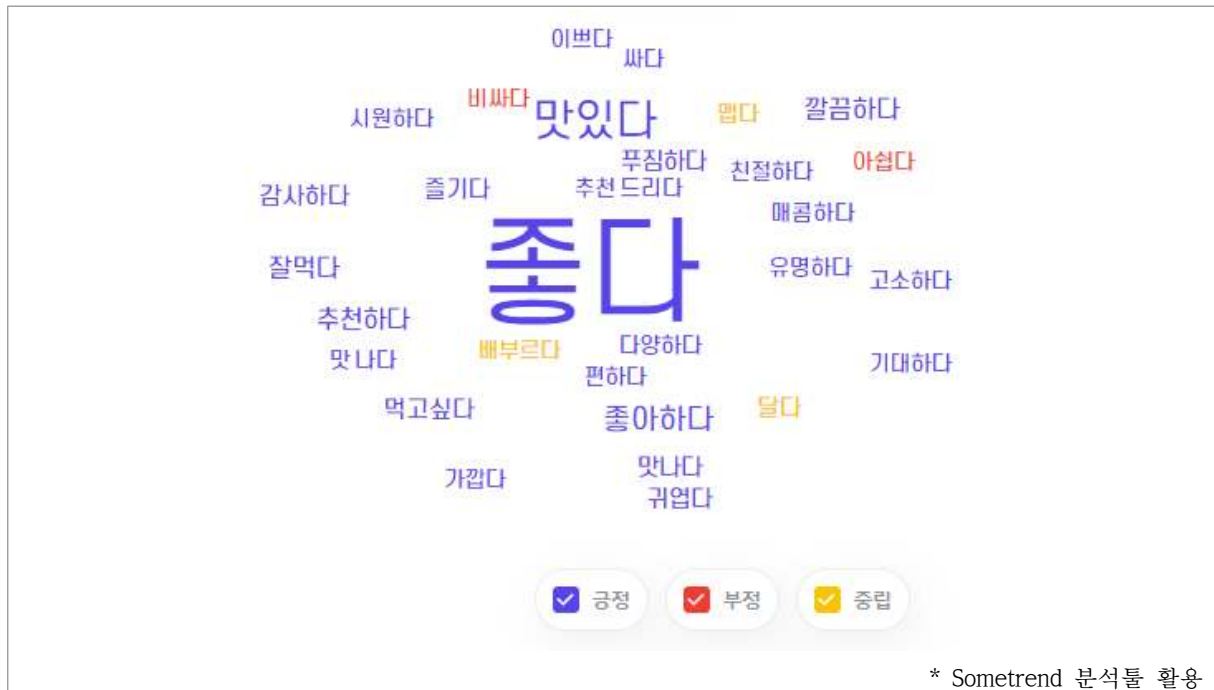 이쁘다
싸다
비싸다
시원하다
맛있다
맵다
깔끔하다
푸짐하다
친절하다
아쉽다
감사하다
즐기다
추천 드리다
매콤하다
좋다
잘먹다
유명하다
고소하다
추천하다
맛 나다
배부르다
다양하다
편하다
기대하다
먹고싶다
좋아하다
달다
가깝다
맛나다
귀엽다
긍정 부정 중립
* Sometrend 분석툴 활용